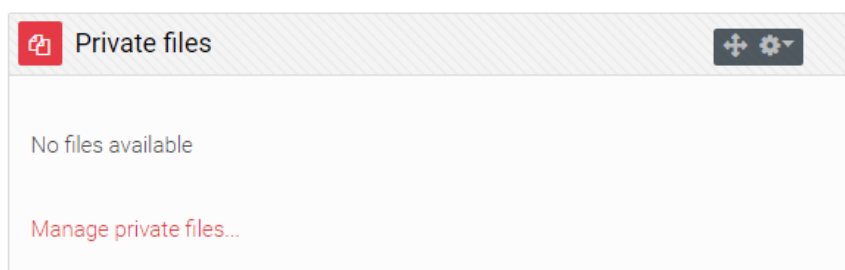 Private files
No files available
Manage private files...